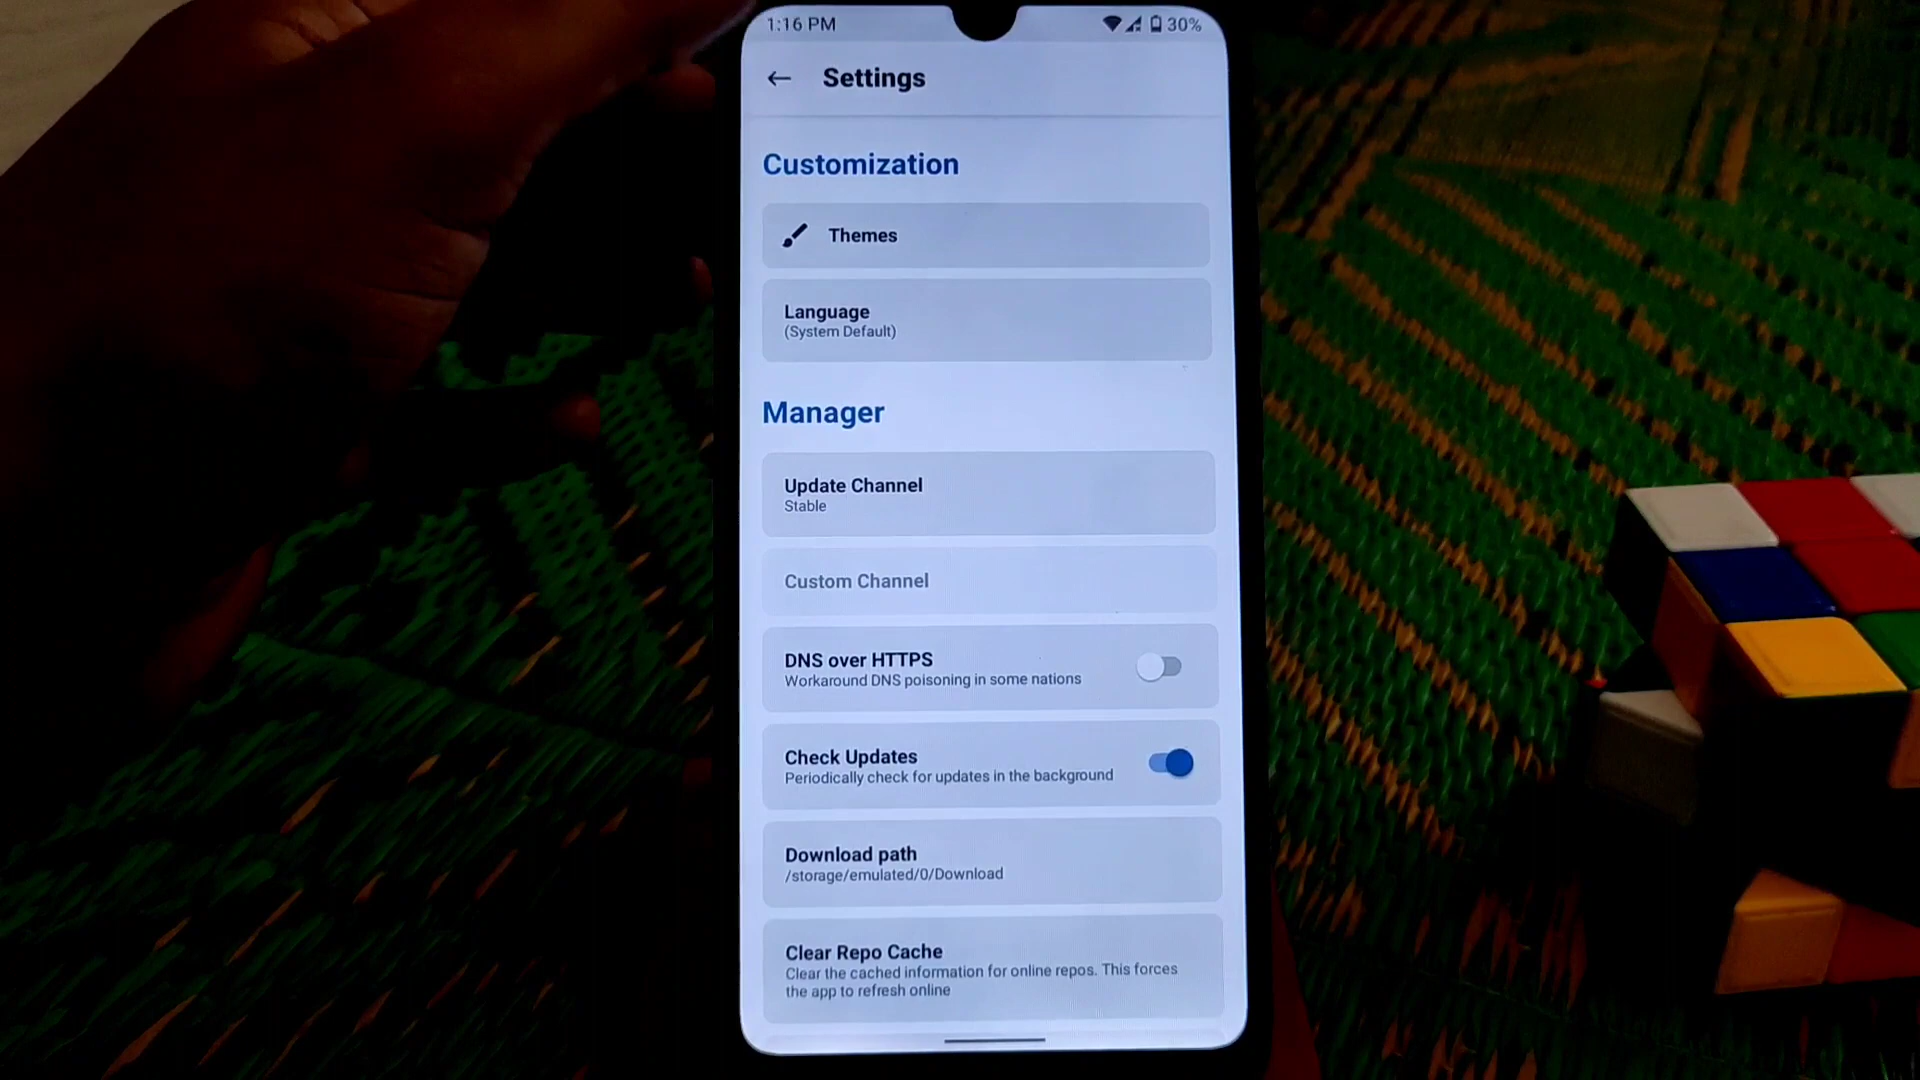 1:16 PM
30%
Settings
Customization
Themes
Language
(System Default)
Manager
Update Channel
Stable
Custom Channel
DNS over HTTPS
Workaround DNS poisoning in some nations
Check Updates
Periodically check for updates in the background
Download path
/storage/emulated/0/Download
Clear Repo Cache
Clear the cached information for online repos. This forces
the app to refresh online